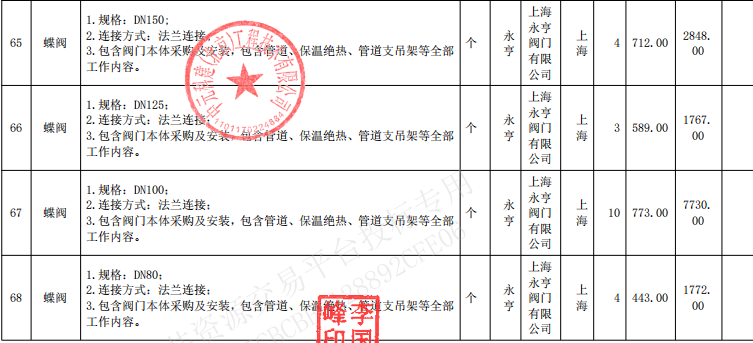 65 蝶阀 1.规格：DN150;
2.连接方式：法兰连接;
3.包含阀门本体采购及安装，包含管道、保温绝热、管道支吊架等全部
工作内容。 个 永亨 上海永亨阀门有限公司 上海 4 712.00 2848.00
66 蝶阀 1.规格：DN125;
2.连接方式：法兰连接;
3.包含阀门本体采购及安装，包含管道、保温绝热、管道支吊架等全部
工作内容。 个 永亨 上海永亨阀门有限公司 上海 3 589.00 1767.00
67 蝶阀 1.规格：DN100;
2.连接方式：法兰连接;
3.包含阀门本体采购及安装，包含管道、保温绝热、管道支吊架等全部
工作内容。 个 永亨 上海永亨阀门有限公司 上海 10 773.00 7730.00
68 蝶阀 1.规格：DN80;
2.连接方式：法兰连接;
3.包含阀门本体采购及安装，包含管道、保温绝热、管道支吊架等全部
工作内容。 个 永亨 上海永亨阀门有限公司 上海 4 443.00 1772.00
资源交易平台投标专用
李国
峰印